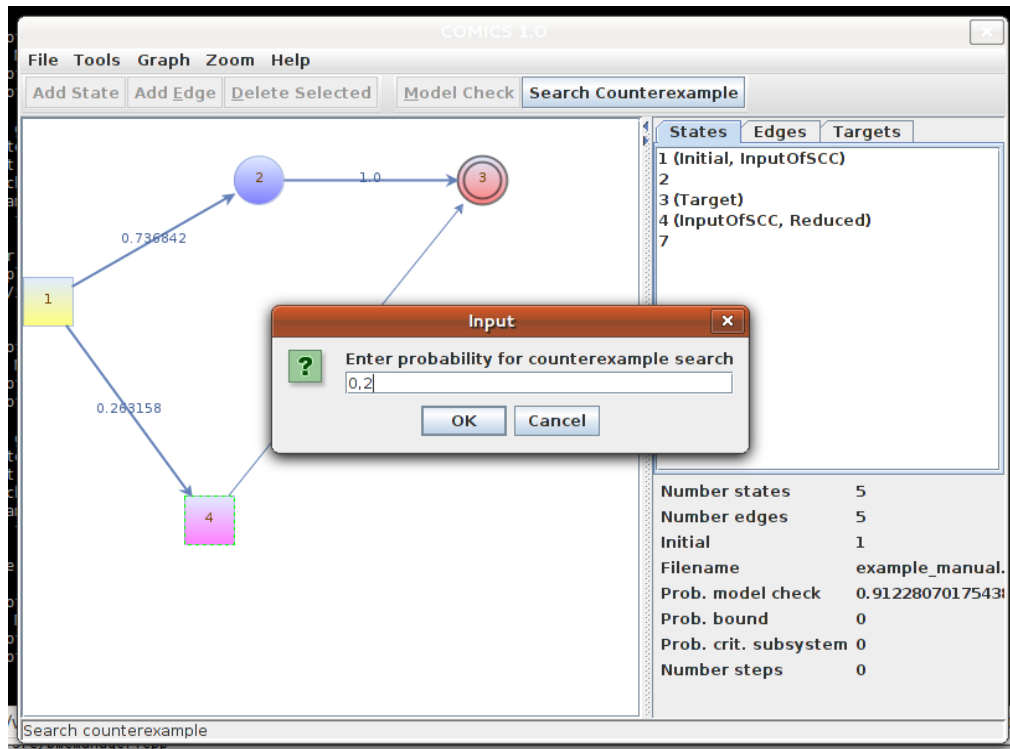 COMICS 1.0
File Tools Graph Zoom Help
Add State Add Edge Delete Selected Model Check Search Counterexample
States Edges Targets
1 (Initial, InputOfSCC)
2
3 (Target)
4 (InputOfSCC, Reduced)
7
2
1.0
3
0.736842
1
0.263158
4
Input
Enter probability for counterexample search
0,2
OK Cancel
Number states 5
Number edges 5
Initial 1
Filename example_manual.
Prob. model check 0.9122807017543
Prob. bound 0
Prob. crit. subsystem 0
Number steps 0
Search counterexample